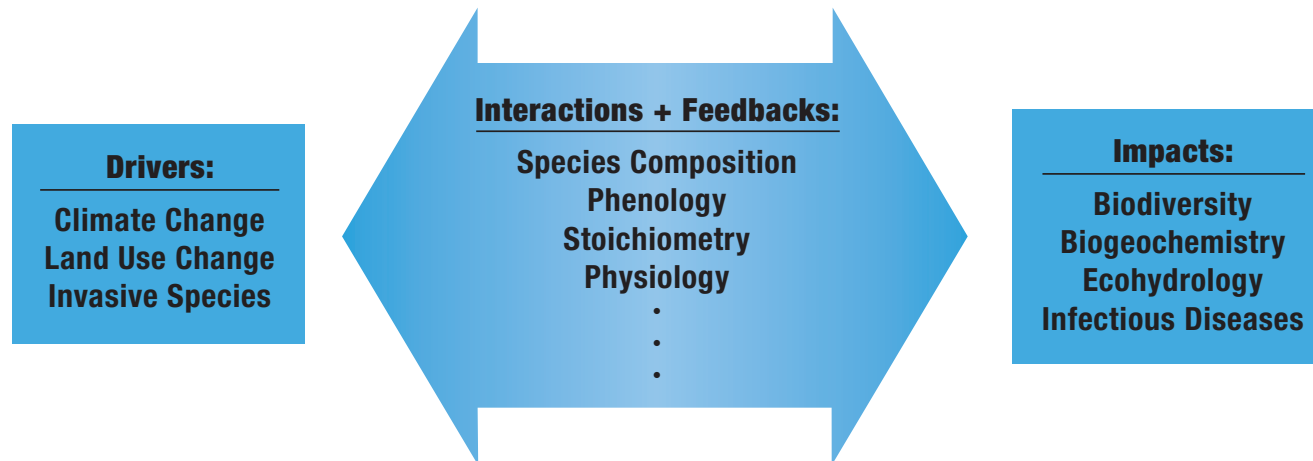 Drivers:
Climate Change
Land Use Change
Invasive Species
Interactions + Feedbacks:
Species Composition
Phenology
Stoichiometry
Physiology
.
.
.
Impacts:
Biodiversity
Biogeochemistry
Ecohydrology
Infectious Diseases